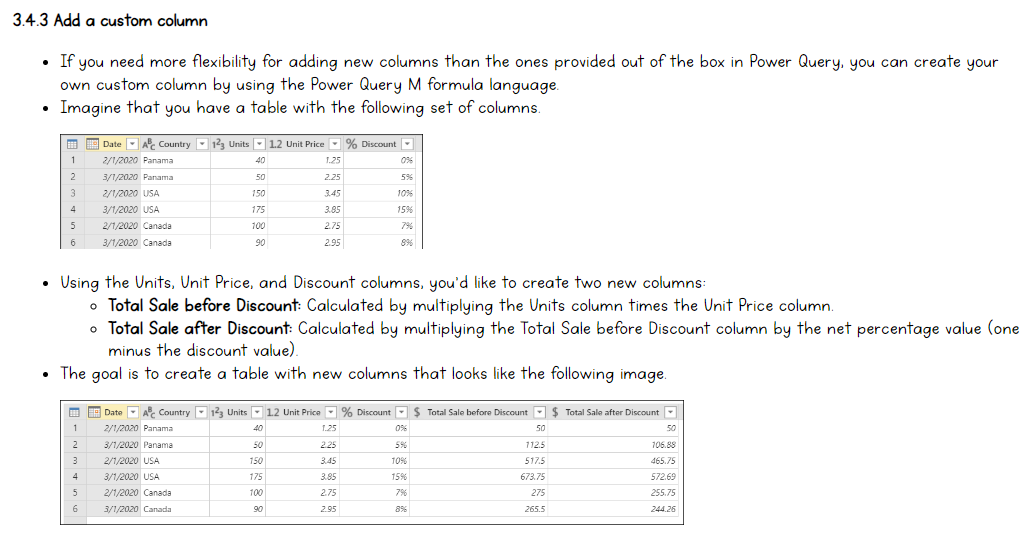 3.4.3 Add a custom column
• If you need more flexibility for adding new columns than the ones provided out of the box in Power Query, you can create your
own custom column by using the Power Query M formula language.
• Imagine that you have a table with the following set of columns.
Date ABC Country 123 Units 1.2 Unit Price % Discount
1 2/1/2020 Panama 40 1.25 0%
2 3/1/2020 Panama 50 2.25 5%
3 2/1/2020 USA 150 3.45 10%
4 3/1/2020 USA 175 3.85 15%
5 2/1/2020 Canada 100 2.75 7%
6 3/1/2020 Canada 90 2.95 8%
• Using the Units, Unit Price, and Discount columns, you'd like to create two new columns:
○ Total Sale before Discount: Calculated by multiplying the Units column times the Unit Price column.
○ Total Sale after Discount: Calculated by multiplying the Total Sale before Discount column by the net percentage value (one
minus the discount value).
• The goal is to create a table with new columns that looks like the following image.
Date ABC Country 123 Units 1.2 Unit Price % Discount $ Total Sale before Discount $ Total Sale after Discount
1 2/1/2020 Panama 40 1.25 0% 50 50
2 3/1/2020 Panama 50 2.25 5% 112.5 106.88
3 2/1/2020 USA 150 3.45 10% 517.5 465.75
4 3/1/2020 USA 175 3.85 15% 673.75 572.69
5 2/1/2020 Canada 100 2.75 7% 275 255.75
6 3/1/2020 Canada 90 2.95 8% 265.5 244.26